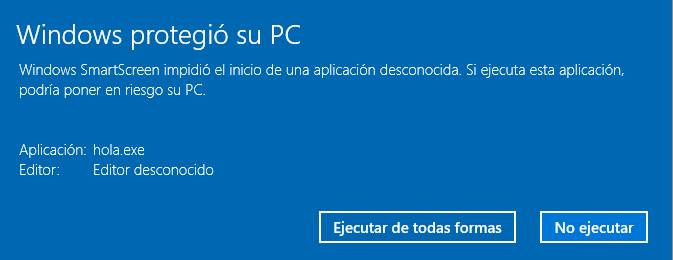 Windows protegió su PC
Windows SmartScreen impidió el inicio de una aplicación desconocida. Si ejecuta esta aplicación,
podría poner en riesgo su PC.
Aplicación: hola.exe
Editor: Editor desconocido
Ejecutar de todas formas No ejecutar